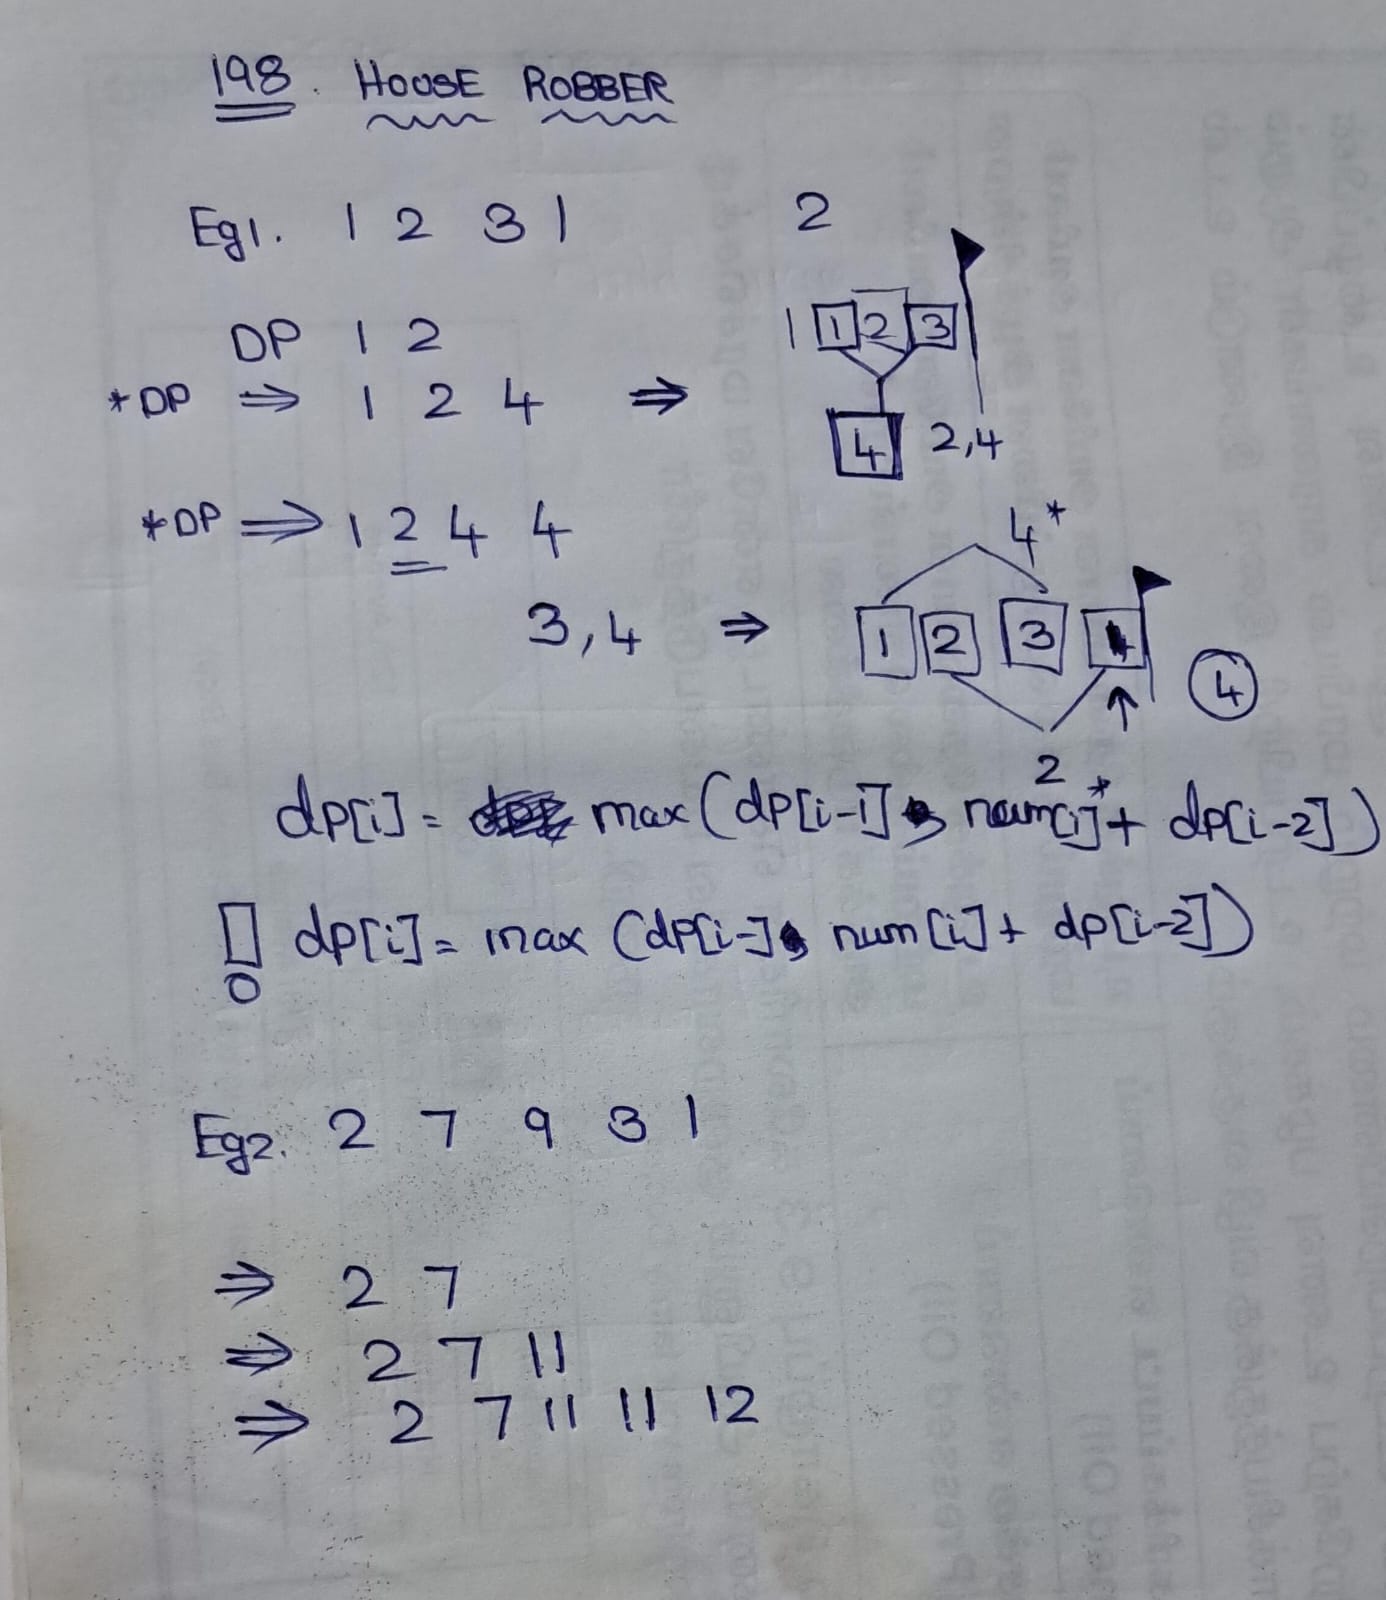 198. HOUSE ROBBER
Eg1. 1 2 3 1
2
DP 1 2
1 1 2 3
*DP ⇒ 1 2 4 ⇒
4 2,4
*DP ⇒ 1 2 4 4
4*
3,4 ⇒ 1 2 3
4
2
dp[i] = max(dp[i-1], num[i]* + dp[i-2])
dp[i] = max (dp[i-], num[i] + dp[i-2])
Eg2. 2 7 9 3 1
⇒ 2 7
⇒ 2 7 11
⇒ 2 7 11 11 12